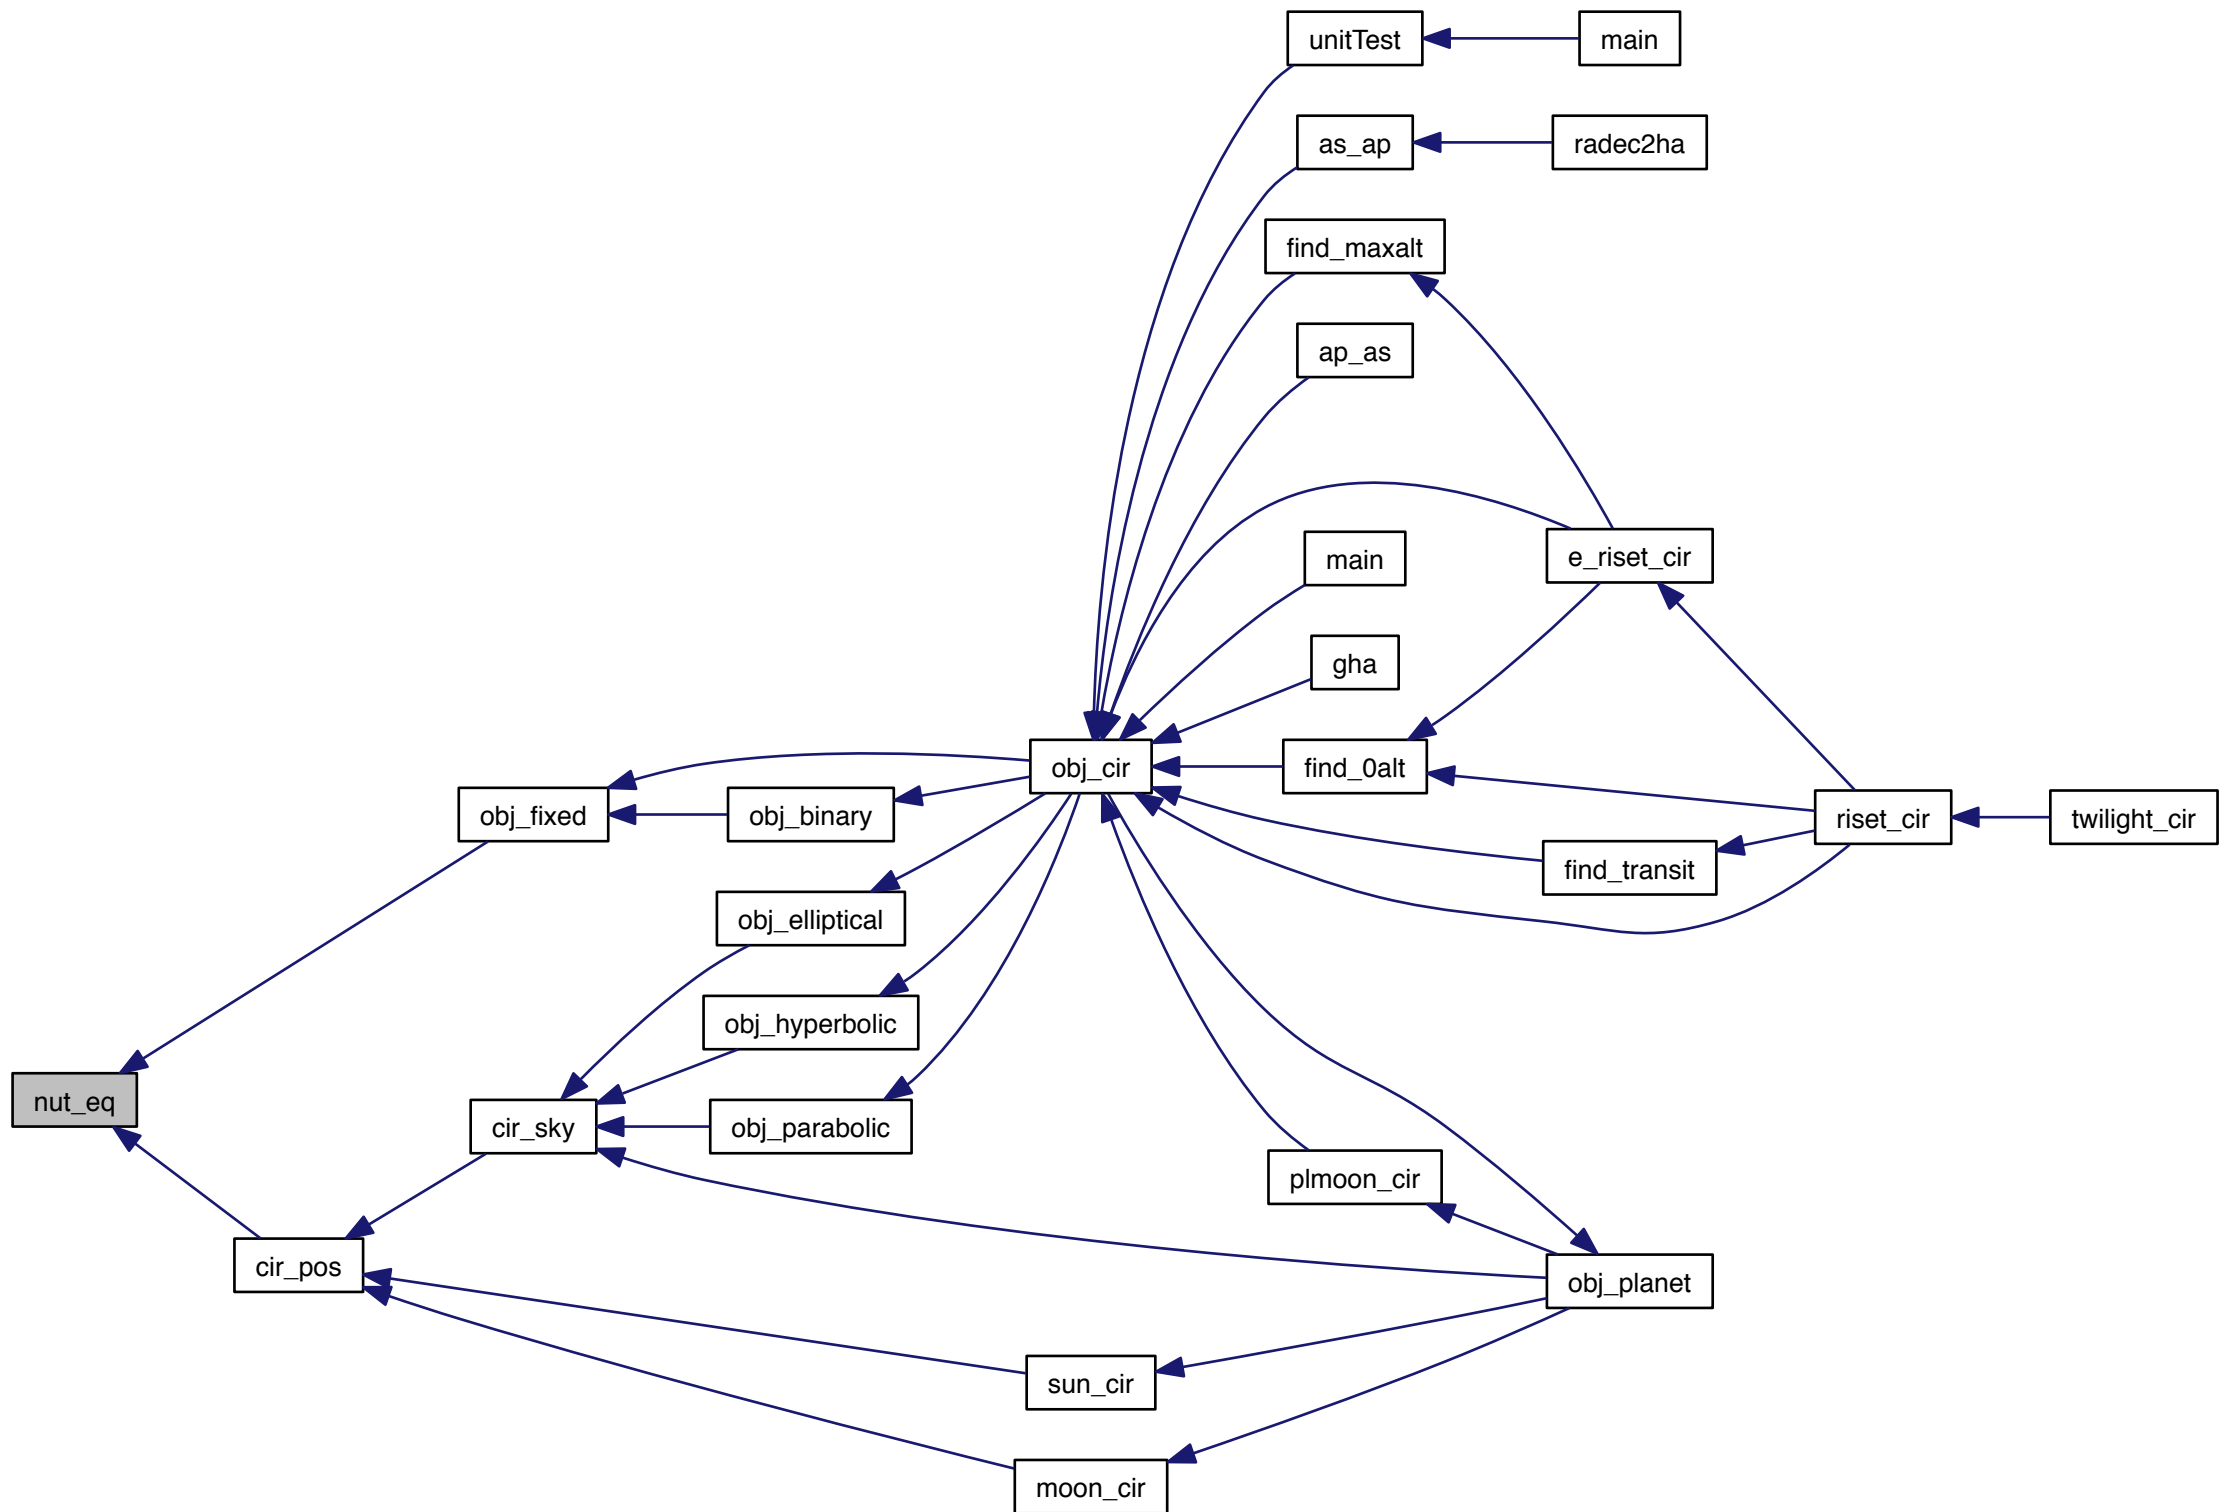 unitTest
main
as_ap
radec2ha
find_maxalt
ap_as
main
e_riset_cir
gha
obj_cir
find_0alt
obj_fixed
obj_binary
riset_cir
twilight_cir
find_transit
obj_elliptical
obj_hyperbolic
nut_eq
cir_sky
obj_parabolic
plmoon_cir
cir_pos
obj_planet
sun_cir
moon_cir